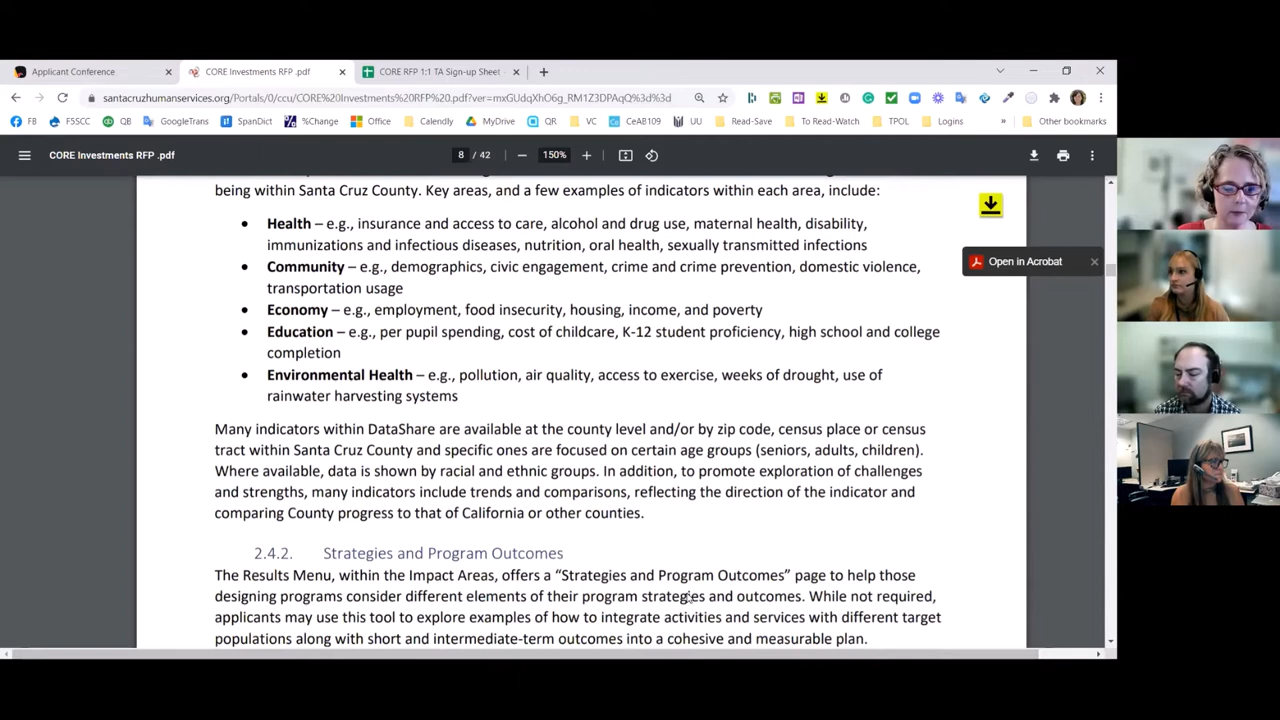 Applicant Conference
CORE Investments RFP .pdf
CORE RFP 1:1 TA Sign-up Sheet -
santacruzhumanservices.org/Portals/0/ccu/CORE%20Investments%20RFP%20.pdf?ver=mxGUdqXhO6g_RM1Z3DPAqQ%3d%3d
FB
F5SCC
QB
GoogleTrans
SpanDict
%Change
Office
Calendly
MyDrive
QR
VC
CeAB109
UU
Read-Save
To Read-Watch
TPOL
Logins
»
Other bookmarks
CORE Investments RFP .pdf
8 / 42
150%
being within Santa Cruz County. Key areas, and a few examples of indicators within each area, include:
• Health – e.g., insurance and access to care, alcohol and drug use, maternal health, disability,
immunizations and infectious diseases, nutrition, oral health, sexually transmitted infections
• Community – e.g., demographics, civic engagement, crime and crime prevention, domestic violence,
transportation usage
• Economy – e.g., employment, food insecurity, housing, income, and poverty
• Education – e.g., per pupil spending, cost of childcare, K-12 student proficiency, high school and college
completion
• Environmental Health – e.g., pollution, air quality, access to exercise, weeks of drought, use of
rainwater harvesting systems
Open in Acrobat
Many indicators within DataShare are available at the county level and/or by zip code, census place or census
tract within Santa Cruz County and specific ones are focused on certain age groups (seniors, adults, children).
Where available, data is shown by racial and ethnic groups. In addition, to promote exploration of challenges
and strengths, many indicators include trends and comparisons, reflecting the direction of the indicator and
comparing County progress to that of California or other counties.
2.4.2. Strategies and Program Outcomes
The Results Menu, within the Impact Areas, offers a “Strategies and Program Outcomes” page to help those
designing programs consider different elements of their program strategies and outcomes. While not required,
applicants may use this tool to explore examples of how to integrate activities and services with different target
populations along with short and intermediate-term outcomes into a cohesive and measurable plan.